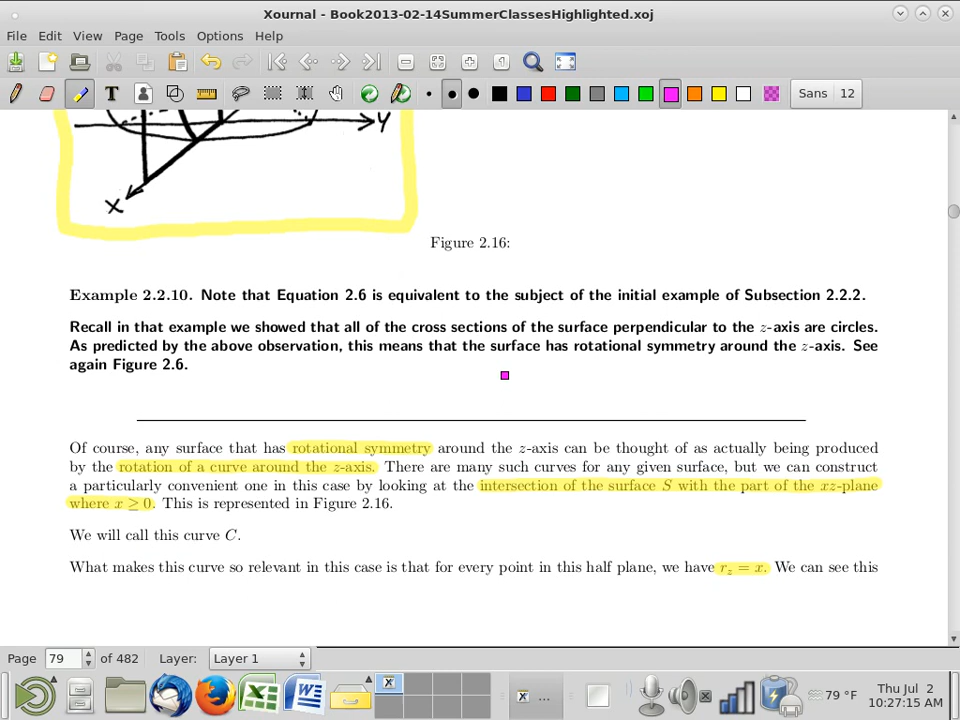 Xournal - Book2013-02-14SummerClassesHighlighted.xoj
File Edit View Page Tools Options Help
Sans 12
Y
X
Figure 2.16:
Example 2.2.10. Note that Equation 2.6 is equivalent to the subject of the initial example of Subsection 2.2.2.
Recall in that example we showed that all of the cross sections of the surface perpendicular to the z-axis are circles.
As predicted by the above observation, this means that the surface has rotational symmetry around the z-axis. See
again Figure 2.6.
Of course, any surface that has rotational symmetry around the z-axis can be thought of as actually being produced
by the rotation of a curve around the z-axis. There are many such curves for any given surface, but we can construct
a particularly convenient one in this case by looking at the intersection of the surface S with the part of the xz-plane
where x ≥ 0. This is represented in Figure 2.16.
We will call this curve C.
What makes this curve so relevant in this case is that for every point in this half plane, we have r_z = x. We can see this
Page 79 of 482 Layer: Layer 1
... 79 °F Thu Jul 2
10:27:15 AM